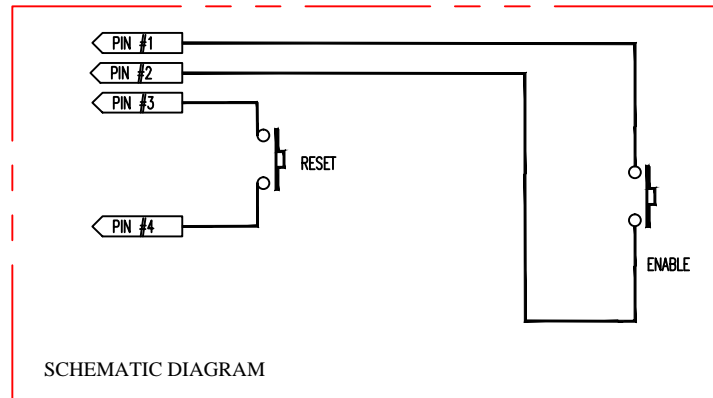 PIN #1
PIN #2
PIN #3
RESET
PIN #4
ENABLE
SCHEMATIC DIAGRAM